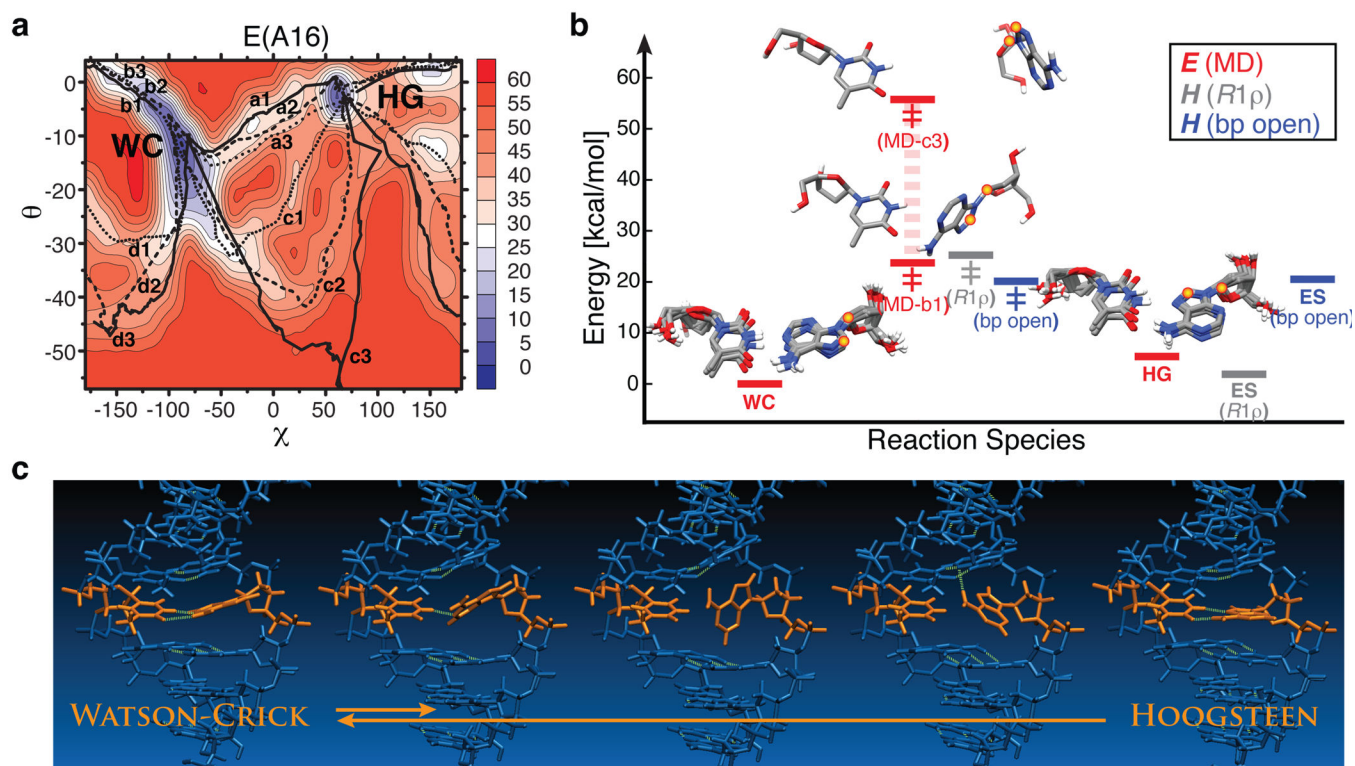 a
E(A16)
0
-10
-20
-30
-40
-50
θ
-150 -100 -50 0 50 100 150
χ
b3
b2
b1
WC
a1
a2
a3
HG
c1
c2
c3
d1
d2
d3
60
55
50
45
40
35
30
25
20
15
10
5
0
b
Energy [kcal/mol]
60
50
40
30
20
10
0
Reaction Species
E (MD)
H (R1ρ)
H (bp open)
‡
(MD-c3)
‡
(MD-b1)
‡
(R1ρ)
‡
(bp open)
WC
HG
ES
(R1ρ)
ES
(bp open)
c
WATSON-CRICK
HOOGSTEEN